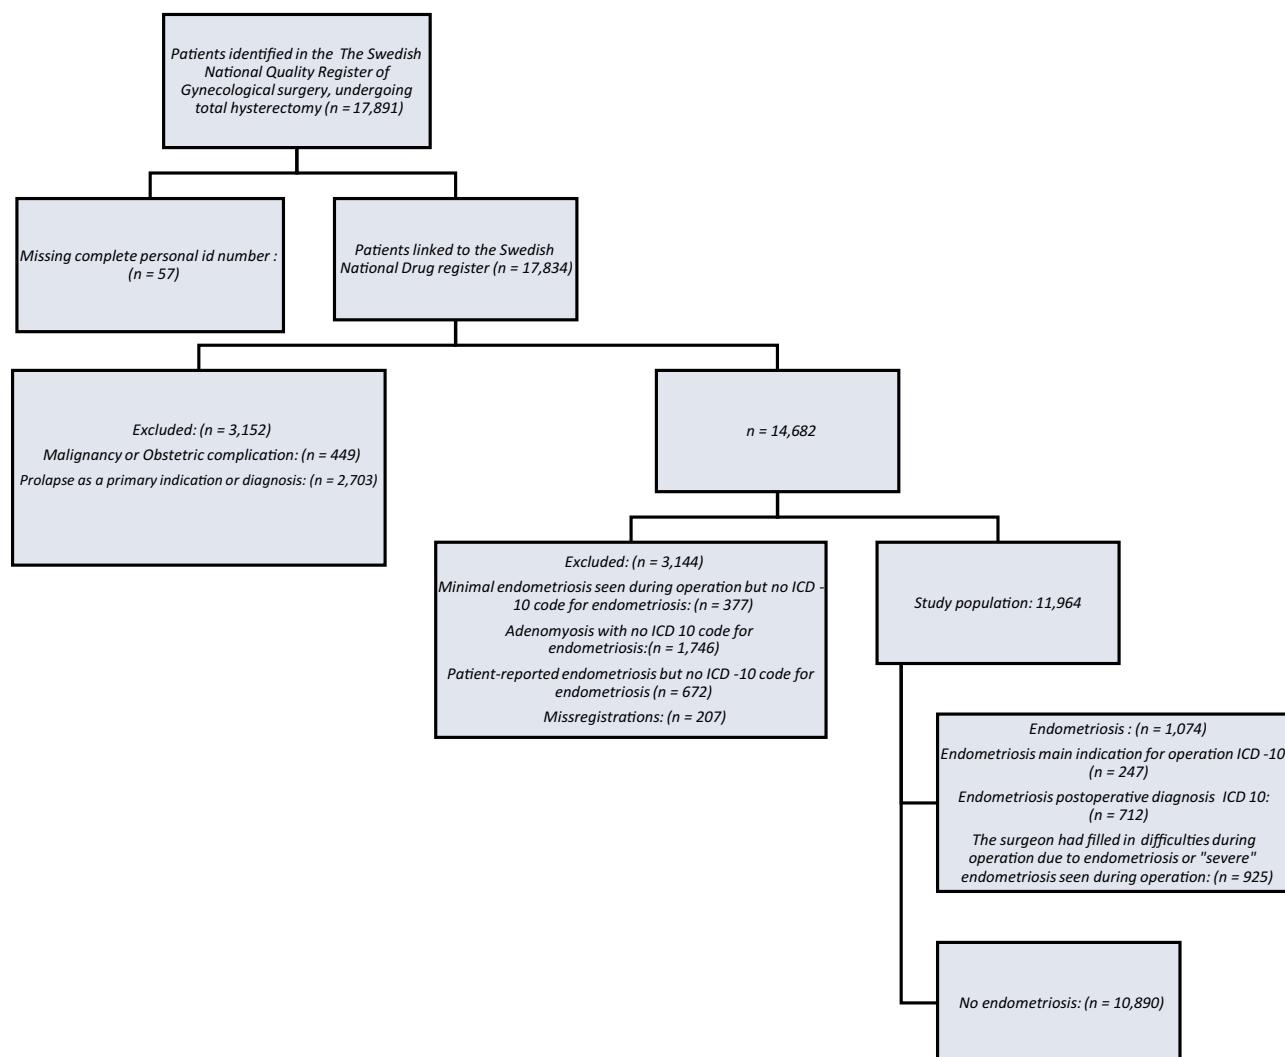 Patients identified in the  The Swedish
National Quality Register of
Gynecological surgery, undergoing
total hysterectomy (n = 17,891)
Missing complete personal id number :
(n = 57)
Patients linked to the Swedish
National Drug register (n = 17,834)
Excluded: (n = 3,152)
Malignancy or Obstetric complication: (n = 449)
Prolapse as a primary indication or diagnosis: (n = 2,703)
n = 14,682
Excluded: (n = 3,144)
Minimal endometriosis seen during operation but no ICD -
10 code for endometriosis: (n = 377)
Adenomyosis with no ICD 10 code for
endometriosis:(n = 1,746)
Patient-reported endometriosis but no ICD -10 code for
endometriosis (n = 672)
Missregistrations: (n = 207)
Study population: 11,964
Endometriosis : (n = 1,074)
Endometriosis main indication for operation ICD -10
(n = 247)
Endometriosis postoperative diagnosis  ICD 10:
(n = 712)
The surgeon had filled in difficulties during
operation due to endometriosis or "severe"
endometriosis seen during operation: (n = 925)
No endometriosis: (n = 10,890)